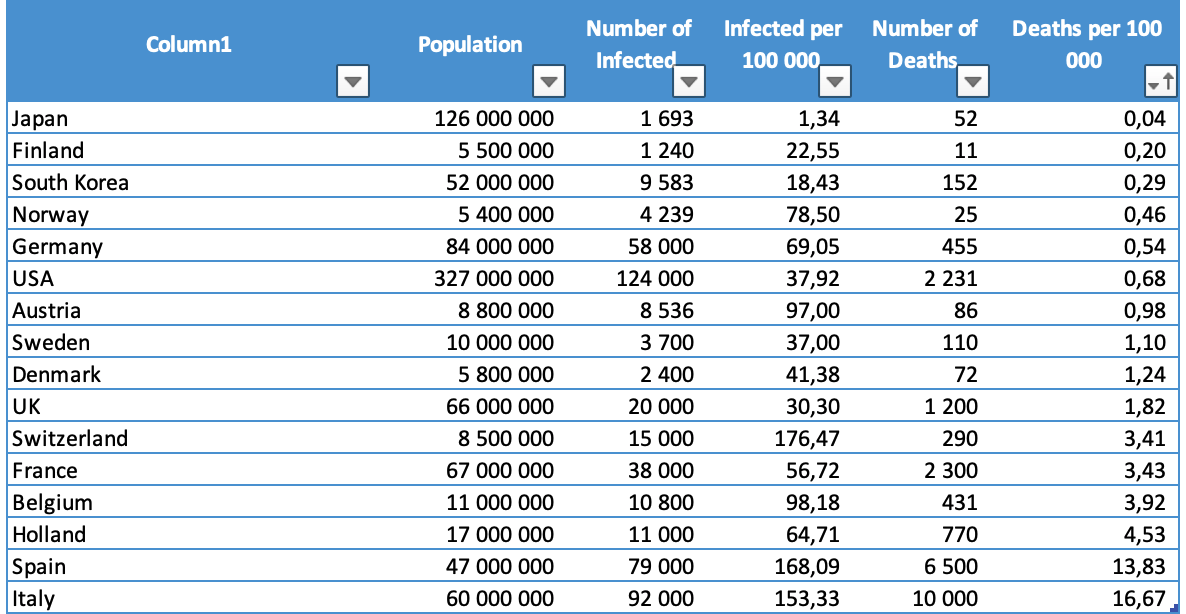 Column1 Population Number of Infected Infected per 100 000 Number of Deaths Deaths per 100 000
Japan 126 000 000 1 693 1,34 52 0,04
Finland 5 500 000 1 240 22,55 11 0,20
South Korea 52 000 000 9 583 18,43 152 0,29
Norway 5 400 000 4 239 78,50 25 0,46
Germany 84 000 000 58 000 69,05 455 0,54
USA 327 000 000 124 000 37,92 2 231 0,68
Austria 8 800 000 8 536 97,00 86 0,98
Sweden 10 000 000 3 700 37,00 110 1,10
Denmark 5 800 000 2 400 41,38 72 1,24
UK 66 000 000 20 000 30,30 1 200 1,82
Switzerland 8 500 000 15 000 176,47 290 3,41
France 67 000 000 38 000 56,72 2 300 3,43
Belgium 11 000 000 10 800 98,18 431 3,92
Holland 17 000 000 11 000 64,71 770 4,53
Spain 47 000 000 79 000 168,09 6 500 13,83
Italy 60 000 000 92 000 153,33 10 000 16,67